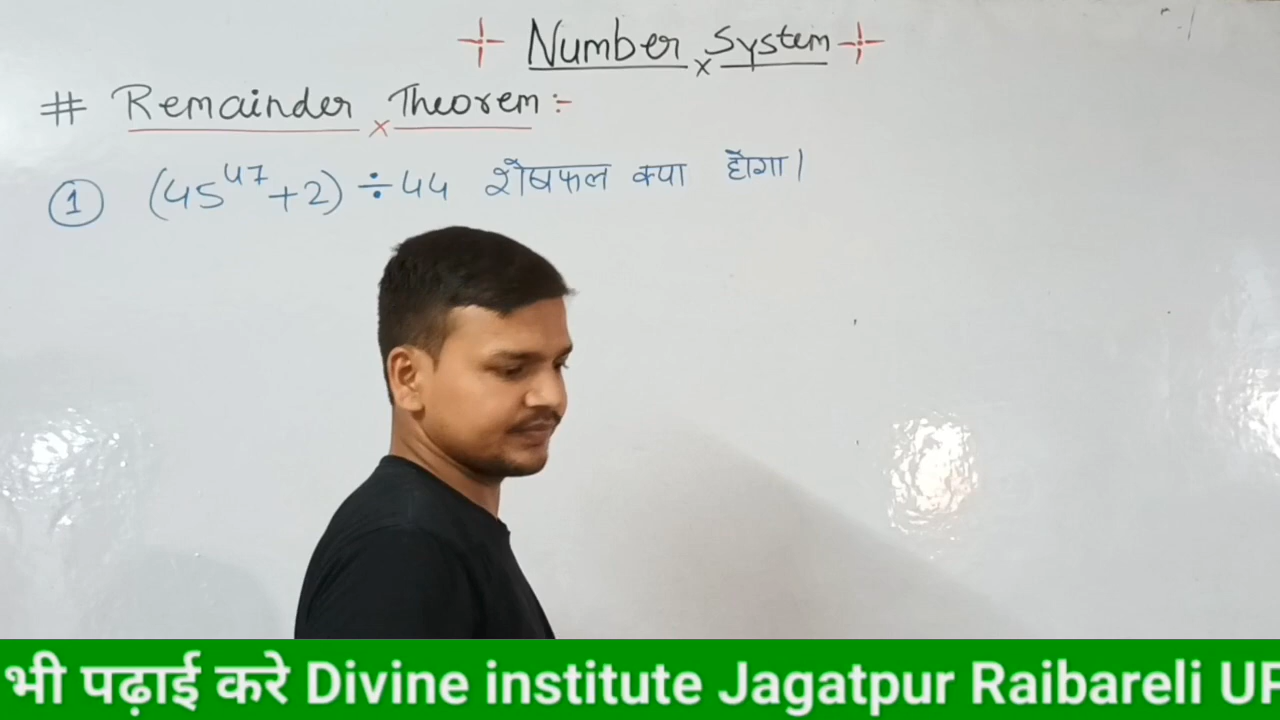 Number System
# Remainder Theorem :-
① (45⁴⁷+2) ÷ 44 शेषफल क्या होगा।
भी पढ़ाई करे Divine institute Jagatpur Raibareli UP